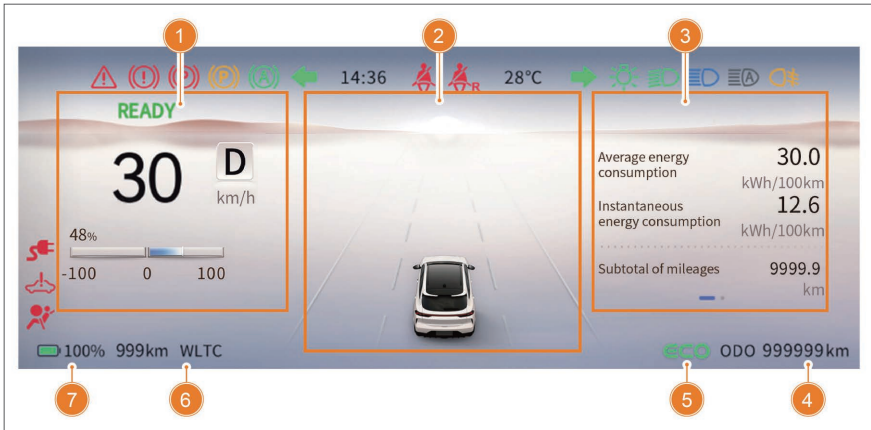 1
2
3
14:36
R
28°C
A
READY
30
D
km/h
48%
-100 0 100
Average energy
consumption
30.0
kWh/100km
Instantaneous
energy consumption
12.6
kWh/100km
Subtotal of mileages
9999.9
km
100% 999km WLTC
ECO
ODO 999999km
7
6
5
4